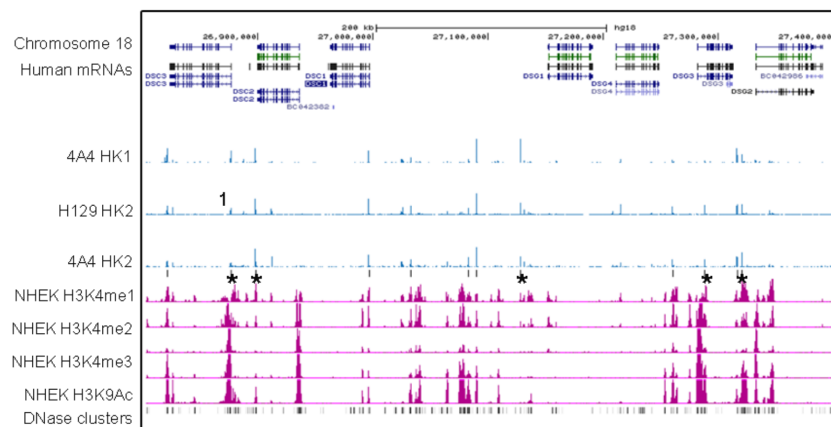 200 kb hg18
26,900,000 27,000,000 27,100,000 27,200,000 27,300,000 27,400,000
Chromosome 18
Human mRNAs
DSC3 DSC1 DSG1 DSG3 BC042986
DSC3 DSC2 DSC1 DSG4 DSG3
DSC2 BC042382 DSG4 DSG2
4A4 HK1
1
H129 HK2
4A4 HK2
* * * * *
NHEK H3K4me1
NHEK H3K4me2
NHEK H3K4me3
NHEK H3K9Ac
DNase clusters